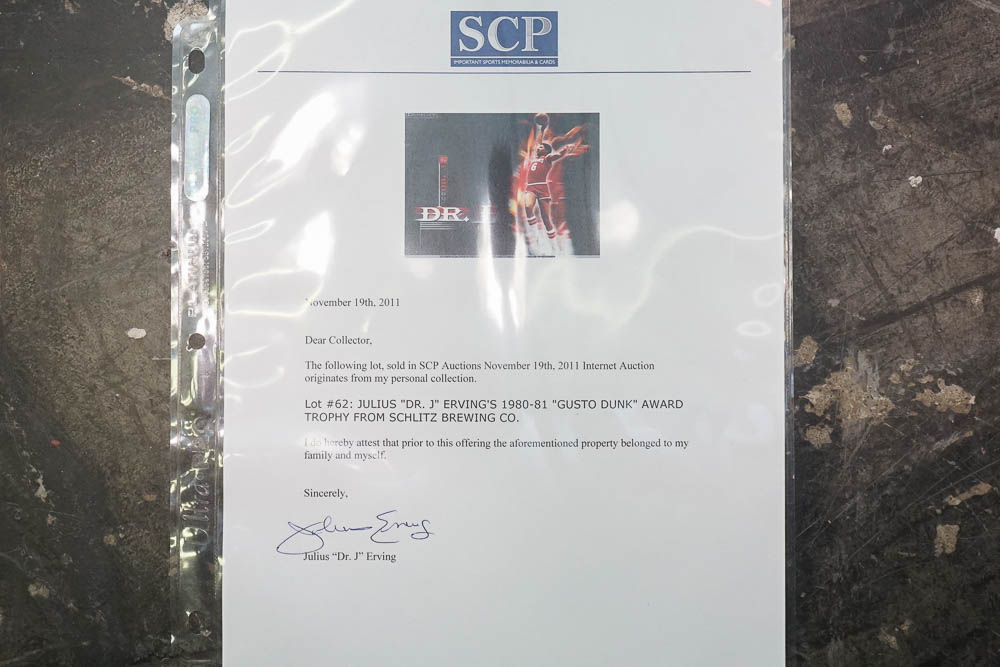 SCP
IMPORTANT SPORTS MEMORABILIA & CARDS
6
DR. J
November 19th, 2011
Dear Collector,
The following lot, sold in SCP Auctions November 19th, 2011 Internet Auction
originates from my personal collection.
Lot #62: JULIUS "DR. J" ERVING'S 1980-81 "GUSTO DUNK" AWARD
TROPHY FROM SCHLITZ BREWING CO.
I do hereby attest that prior to this offering the aforementioned property belonged to my
family and myself.
Sincerely,
Julius Erving
Julius “Dr. J” Erving